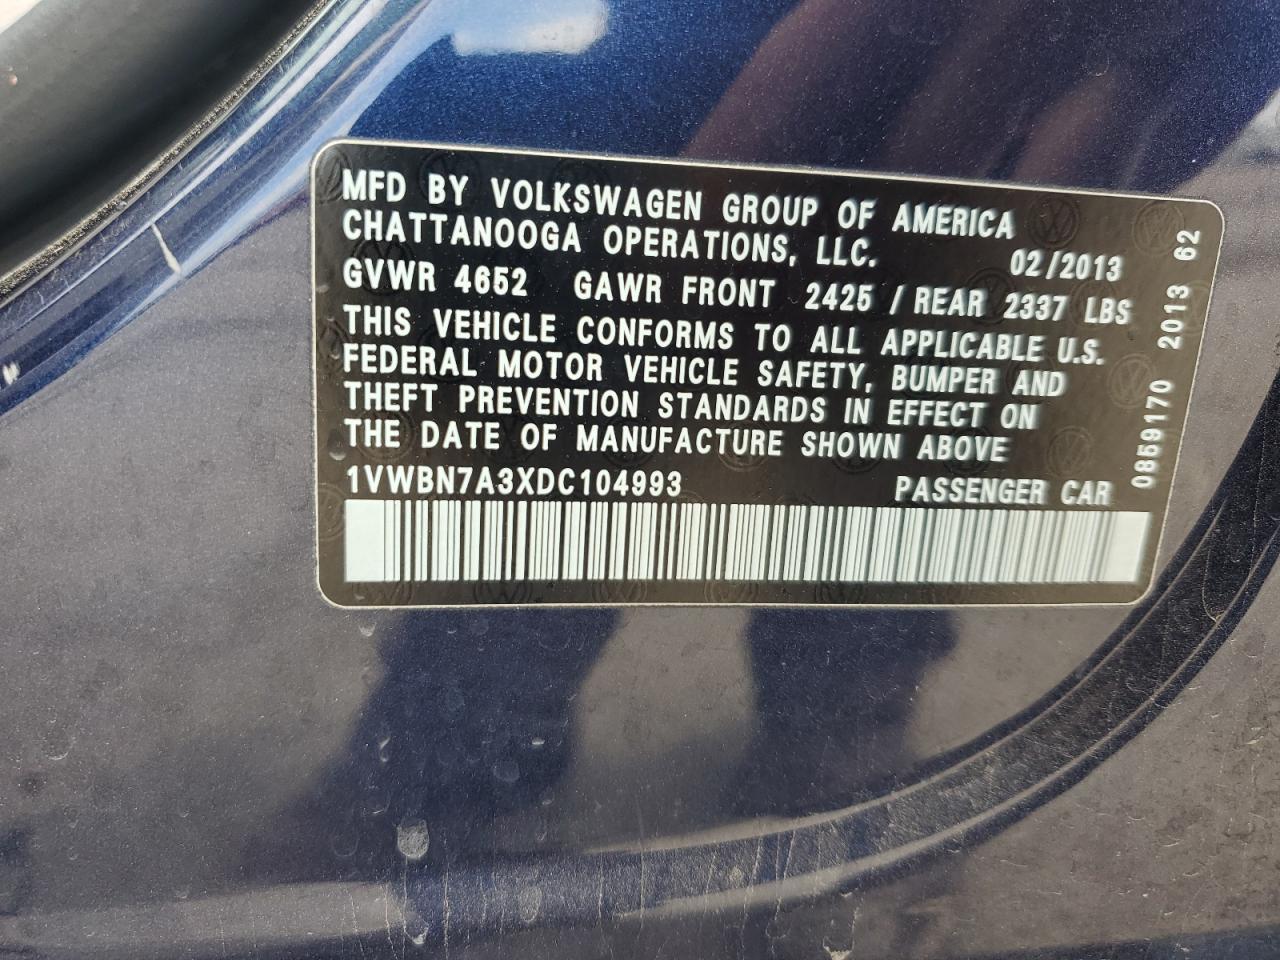 MFD BY VOLKSWAGEN GROUP OF AMERICA
CHATTANOOGA OPERATIONS, LLC. 02/2013
GVWR 4652 GAWR FRONT 2425 / REAR 2337 LBS
THIS VEHICLE CONFORMS TO ALL APPLICABLE U.S.
FEDERAL MOTOR VEHICLE SAFETY, BUMPER AND
THEFT PREVENTION STANDARDS IN EFFECT ON
THE DATE OF MANUFACTURE SHOWN ABOVE
1VWBN7A3XDC104993 PASSENGER CAR
0859170 2013 62